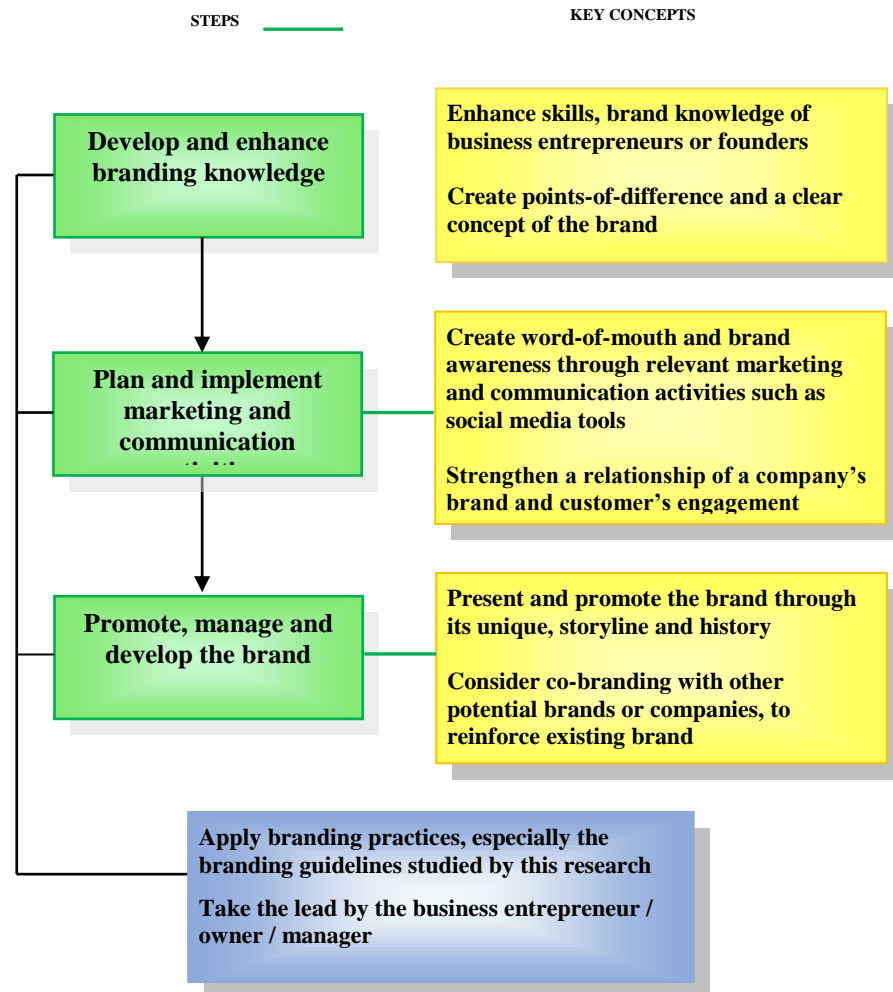 STEPS
KEY CONCEPTS
Develop and enhance
branding knowledge
Enhance skills, brand knowledge of
business entrepreneurs or founders
Create points-of-difference and a clear
concept of the brand
Plan and implement
marketing and
communication
Create word-of-mouth and brand
awareness through relevant marketing
and communication activities such as
social media tools
Strengthen a relationship of a company’s
brand and customer’s engagement
Promote, manage and
develop the brand
Present and promote the brand through
its unique, storyline and history
Consider co-branding with other
potential brands or companies, to
reinforce existing brand
Apply branding practices, especially the
branding guidelines studied by this research
Take the lead by the business entrepreneur /
owner / manager